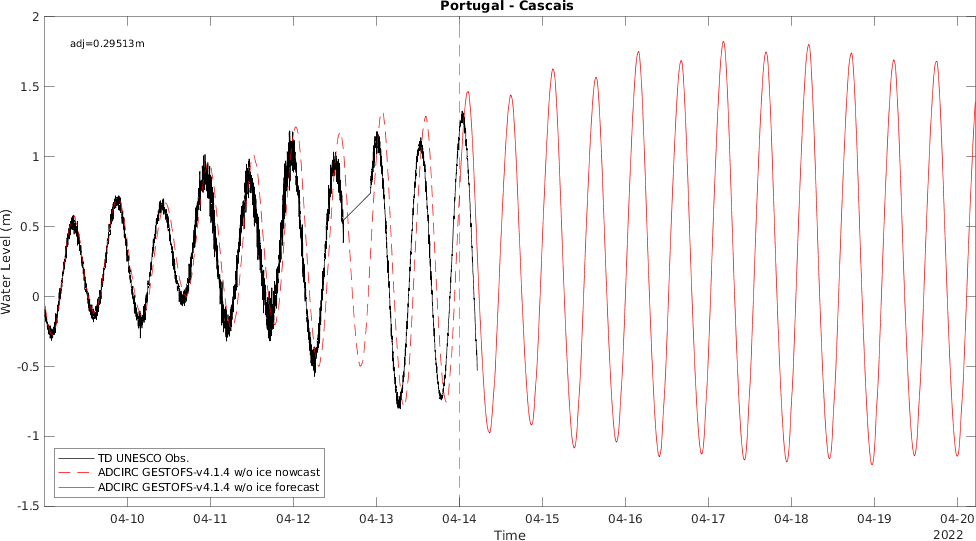 Portugal - Cascais
adj=0.29513m
2
1.5
1
0.5
0
-0.5
-1
-1.5
Water Level (m)
TD UNESCO Obs.
ADCIRC GESTOFS-v4.1.4 w/o ice nowcast
ADCIRC GESTOFS-v4.1.4 w/o ice forecast
04-10 04-11 04-12 04-13 04-14 04-15 04-16 04-17 04-18 04-19 04-20
Time
2022